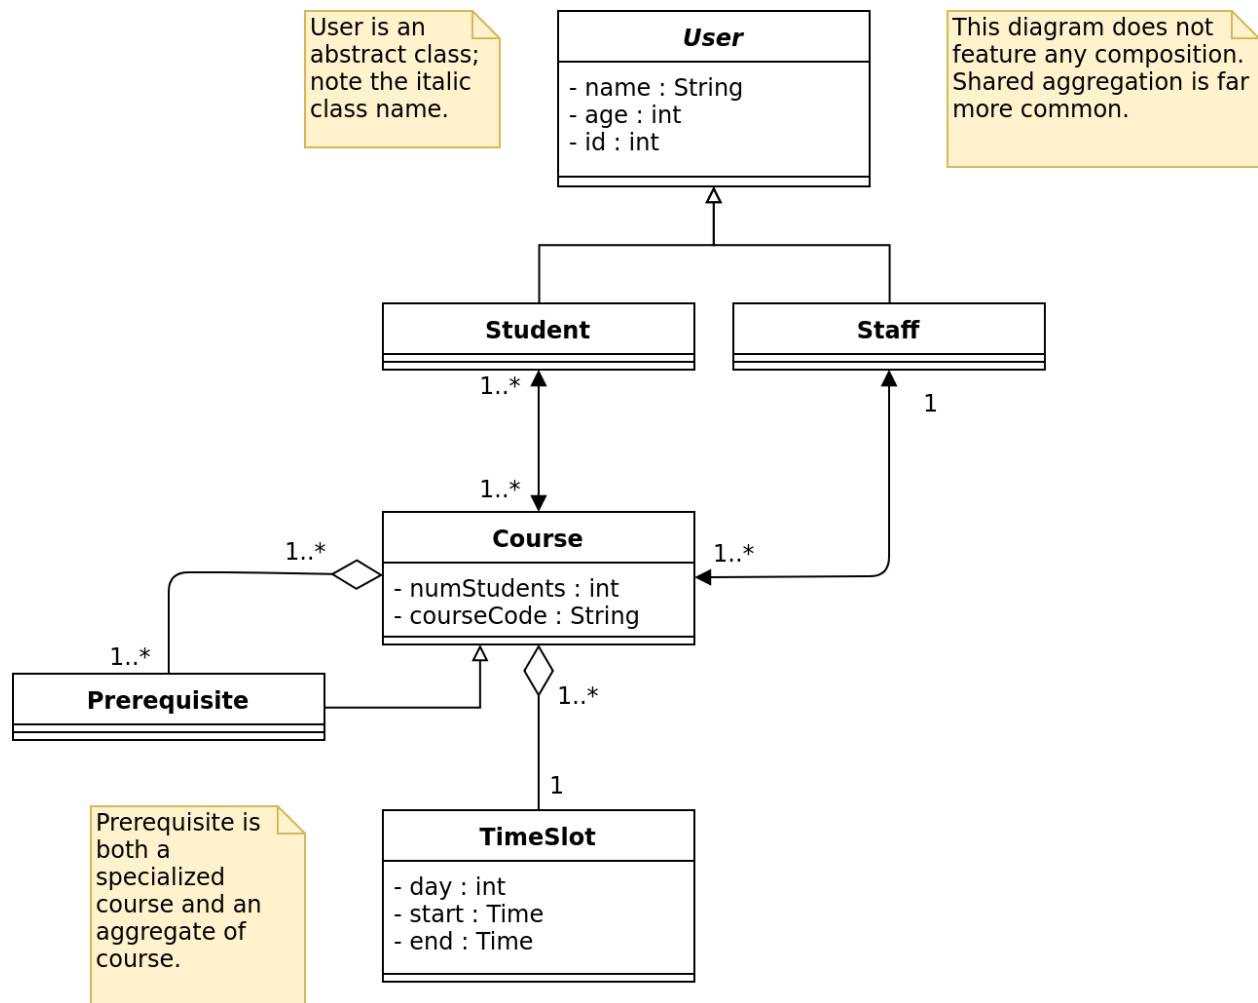 User is an
abstract class;
note the italic
class name.
User
- name : String
- age : int
- id : int
This diagram does not
feature any composition.
Shared aggregation is far
more common.
Student
Staff
1..*
1
1..*
Course
- numStudents : int
- courseCode : String
1..*
1..*
1..*
Prerequisite
1..*
1
TimeSlot
- day : int
- start : Time
- end : Time
Prerequisite is
both a
specialized
course and an
aggregate of
course.